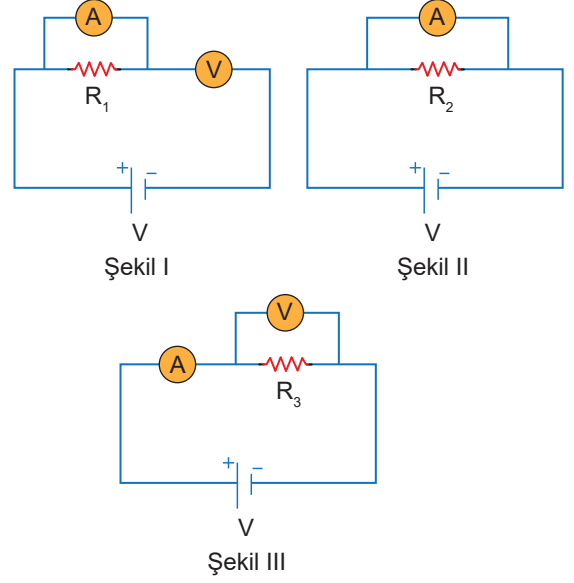 A
V
R₁
+ −
V
Şekil I
A
R₂
+ −
V
Şekil II
V
A
R₃
+ −
V
Şekil III